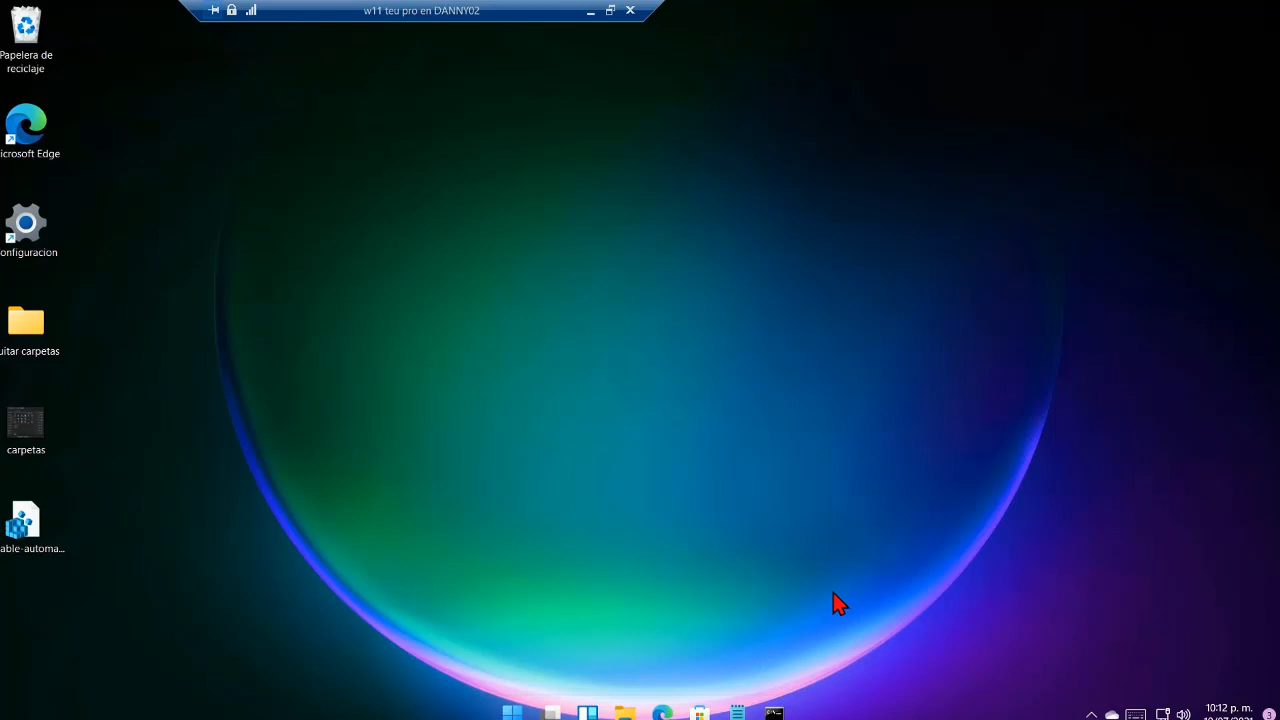 w11 teu pro en DANNY02
Papelera de
reciclaje
icrosoft Edge
onfiguracion
uitar carpetas
carpetas
able-automa...
10:12 p. m.